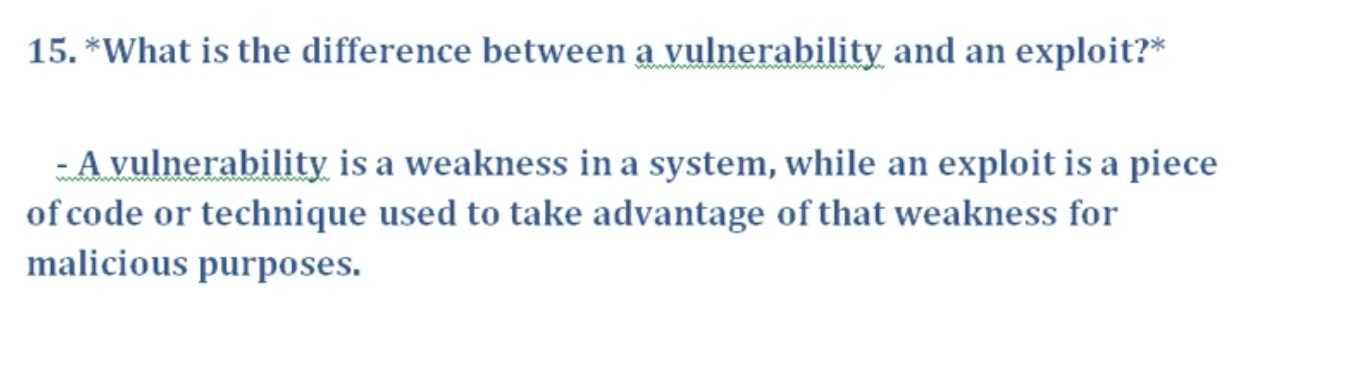 15. *What is the difference between a vulnerability and an exploit?*
- A vulnerability is a weakness in a system, while an exploit is a piece
of code or technique used to take advantage of that weakness for
malicious purposes.